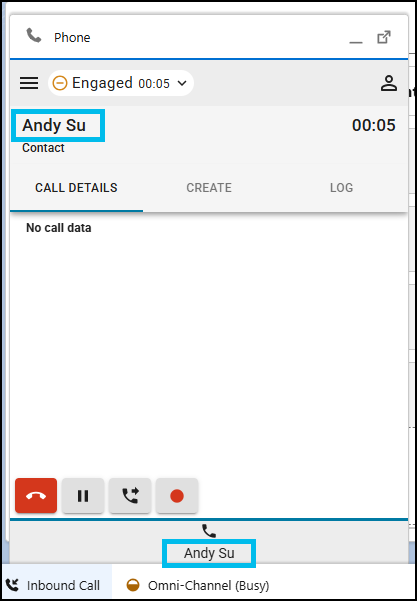 Phone
Engaged 00:05
Andy Su 00:05
Contact
CALL DETAILS CREATE LOG
No call data
Andy Su
Inbound Call Omni-Channel (Busy)